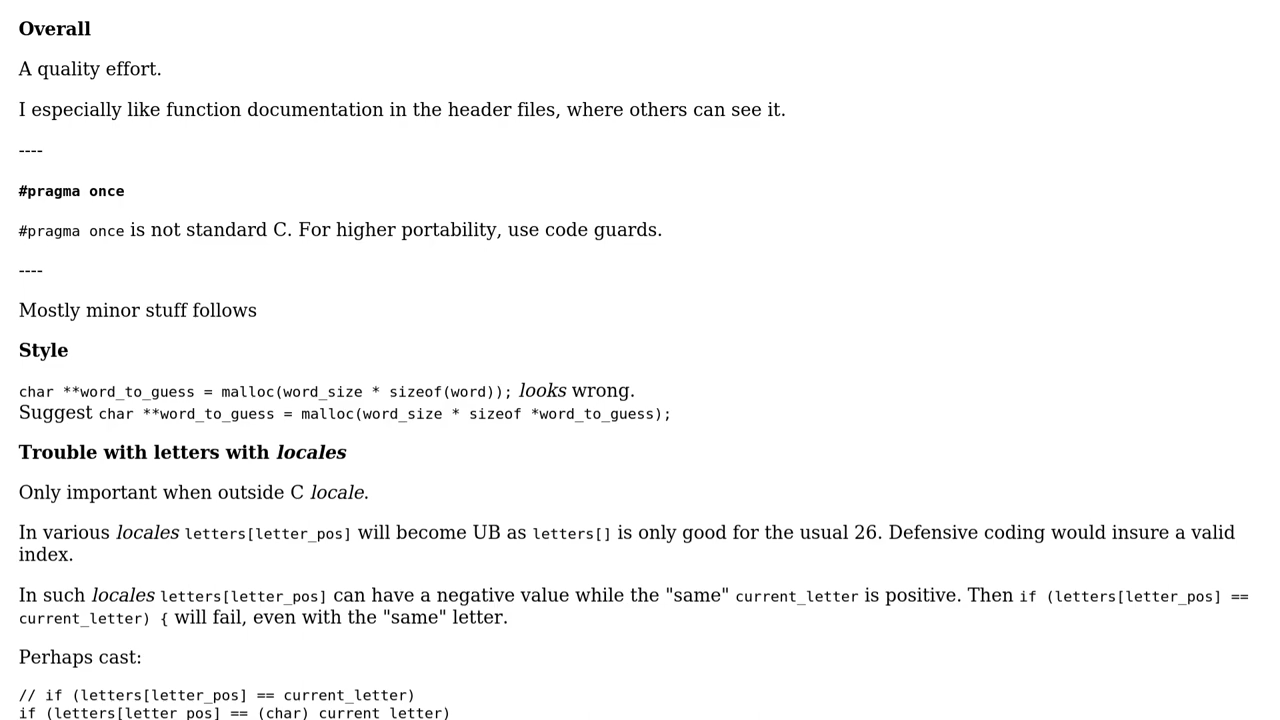 Overall
A quality effort.
I especially like function documentation in the header files, where others can see it.
----
#pragma once
#pragma once is not standard C. For higher portability, use code guards.
----
Mostly minor stuff follows
Style
char **word_to_guess = malloc(word_size * sizeof(word)); looks wrong.
Suggest char **word_to_guess = malloc(word_size * sizeof *word_to_guess);
Trouble with letters with locales
Only important when outside C locale.
In various locales letters[letter_pos] will become UB as letters[] is only good for the usual 26. Defensive coding would insure a valid
index.
In such locales letters[letter_pos] can have a negative value while the "same" current_letter is positive. Then if (letters[letter_pos] ==
current_letter) { will fail, even with the "same" letter.
Perhaps cast:
// if (letters[letter_pos] == current_letter)
if (letters[letter_pos] == (char) current_letter)